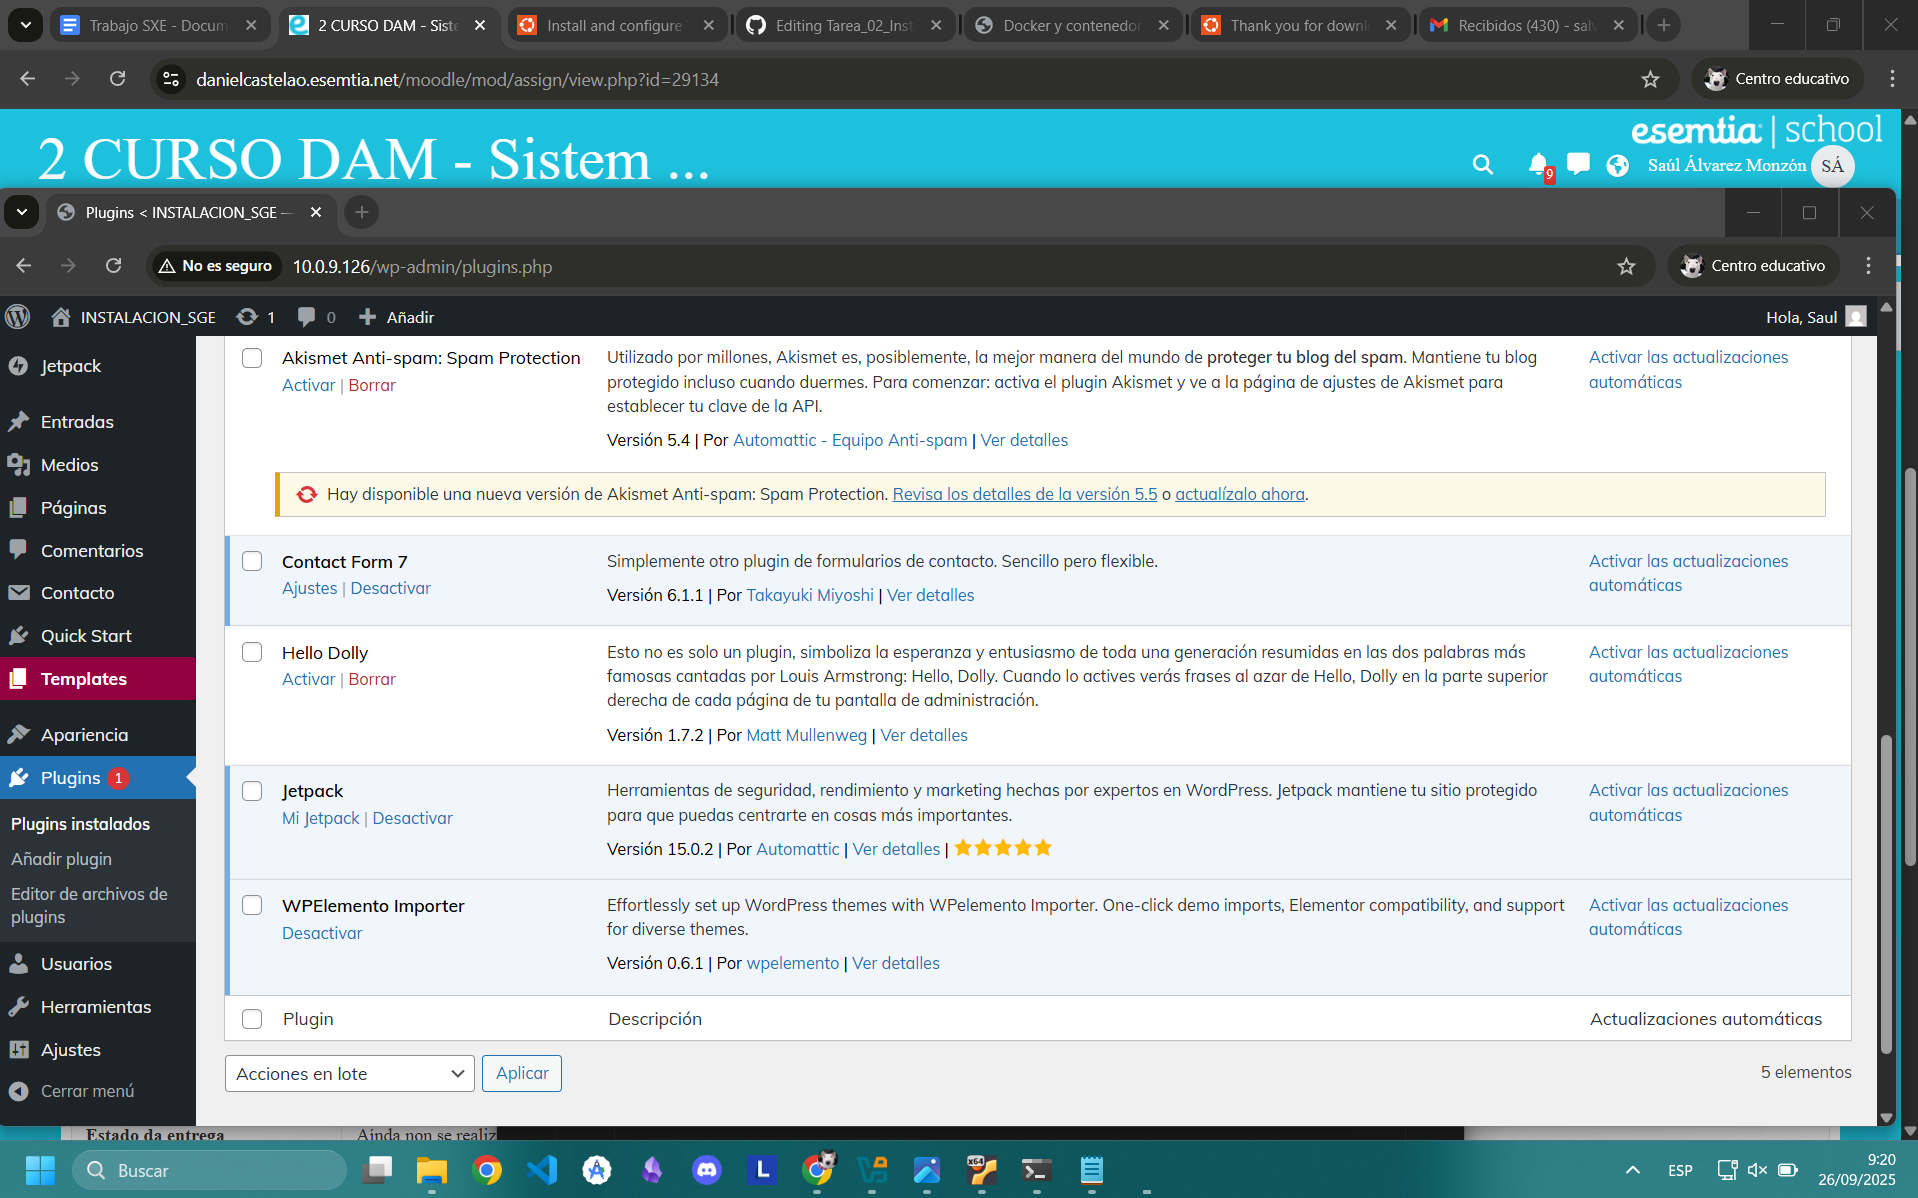 Trabajo SXE - Docum
2 CURSO DAM - Siste
Install and configure
Editing Tarea_02_Inst
Docker y contenedor
Thank you for downl
Recibidos (430) - sal
danielcastelao.esemtia.net/moodle/mod/assign/view.php?id=29134
Centro educativo
esemtia | school
2 CURSO DAM - Sistem ...
9
Saúl Álvarez Monzón
SÁ
Plugins < INSTALACION_SGE —
No es seguro
10.0.9.126/wp-admin/plugins.php
Centro educativo
INSTALACION_SGE
1
0
Añadir
Hola, Saul
Jetpack
Entradas
Medios
Páginas
Comentarios
Contacto
Quick Start
Templates
Apariencia
Plugins 1
Plugins instalados
Añadir plugin
Editor de archivos de
plugins
Usuarios
Herramientas
Ajustes
Cerrar menú
Akismet Anti-spam: Spam Protection
Activar | Borrar
Utilizado por millones, Akismet es, posiblemente, la mejor manera del mundo de proteger tu blog del spam. Mantiene tu blog
protegido incluso cuando duermes. Para comenzar: activa el plugin Akismet y ve a la página de ajustes de Akismet para
establecer tu clave de la API.
Versión 5.4 | Por Automattic - Equipo Anti-spam | Ver detalles
Activar las actualizaciones
automáticas
Hay disponible una nueva versión de Akismet Anti-spam: Spam Protection. Revisa los detalles de la versión 5.5 o actualízalo ahora.
Contact Form 7
Ajustes | Desactivar
Simplemente otro plugin de formularios de contacto. Sencillo pero flexible.
Versión 6.1.1 | Por Takayuki Miyoshi | Ver detalles
Activar las actualizaciones
automáticas
Hello Dolly
Activar | Borrar
Esto no es solo un plugin, simboliza la esperanza y entusiasmo de toda una generación resumidas en las dos palabras más
famosas cantadas por Louis Armstrong: Hello, Dolly. Cuando lo actives verás frases al azar de Hello, Dolly en la parte superior
derecha de cada página de tu pantalla de administración.
Versión 1.7.2 | Por Matt Mullenweg | Ver detalles
Activar las actualizaciones
automáticas
Jetpack
Mi Jetpack | Desactivar
Herramientas de seguridad, rendimiento y marketing hechas por expertos en WordPress. Jetpack mantiene tu sitio protegido
para que puedas centrarte en cosas más importantes.
Versión 15.0.2 | Por Automattic | Ver detalles |
Activar las actualizaciones
automáticas
WPElemento Importer
Desactivar
Effortlessly set up WordPress themes with WPelemento Importer. One-click demo imports, Elementor compatibility, and support
for diverse themes.
Versión 0.6.1 | Por wpelemento | Ver detalles
Activar las actualizaciones
automáticas
Plugin
Descripción
Actualizaciones automáticas
Acciones en lote
Aplicar
5 elementos
Estado da entrega
Aínda non se realiz
Buscar
L
X64
ESP
9:20
26/09/2025